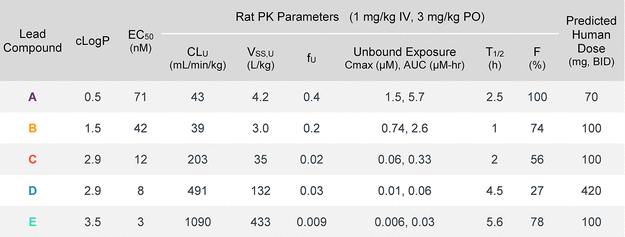 Rat PK Parameters (1 mg/kg IV, 3 mg/kg PO)
Lead Compound cLogP EC50 (nM) CLU (mL/min/kg) VSS,U (L/kg) fU Unbound Exposure Cmax (µM), AUC (µM-hr) T1/2 (h) F (%) Predicted Human Dose (mg, BID)
A 0.5 71 43 4.2 0.4 1.5, 5.7 2.5 100 70
B 1.5 42 39 3.0 0.2 0.74, 2.6 1 74 100
C 2.9 12 203 35 0.02 0.06, 0.33 2 56 100
D 2.9 8 491 132 0.03 0.01, 0.06 4.5 27 420
E 3.5 3 1090 433 0.009 0.006, 0.03 5.6 78 100